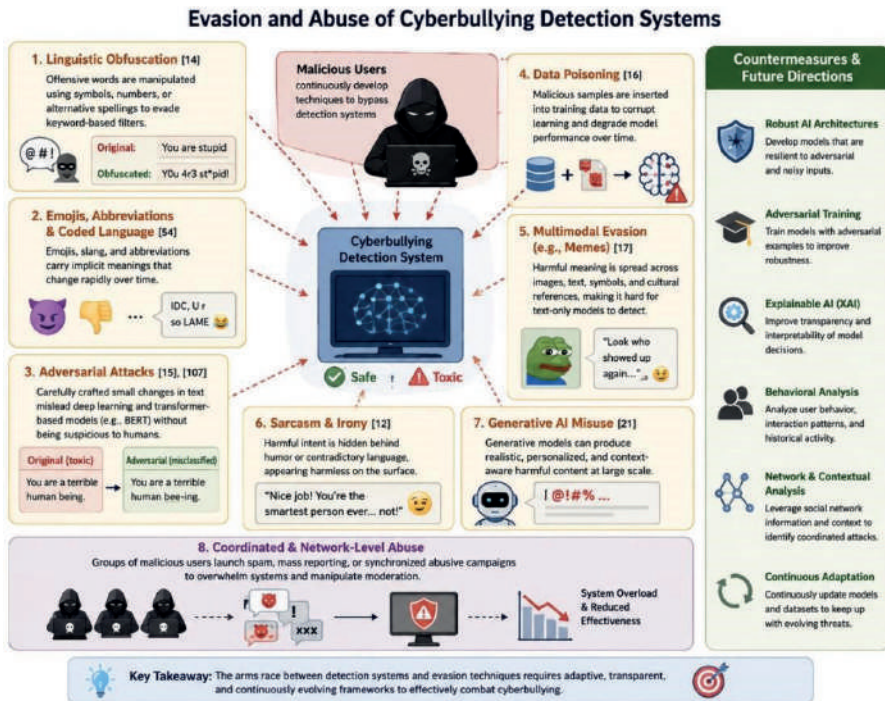 Evasion and Abuse of Cyberbullying Detection Systems
1. Linguistic Obfuscation [14]
Offensive words are manipulated
using symbols, numbers, or
alternative spellings to evade
keyword-based filters.
@#!
Original: You are stupid
Obfuscated: Y0u 4r3 st*pid!
2. Emojis, Abbreviations
& Coded Language [54]
Emojis, slang, and abbreviations
carry implicit meanings that
change rapidly over time.
...
IDC, U r
so LAME
3. Adversarial Attacks [15], [107]
Carefully crafted small changes in text
mislead deep learning and transformer-
based models (e.g., BERT) without
being suspicious to humans.
Original (toxic)
You are a terrible
human being.
Adversarial (misclassified)
You are a terrible
human bee-ing.
Malicious Users
continuously develop
techniques to bypass
detection systems
Cyberbullying
Detection System
Safe
Toxic
4. Data Poisoning [16]
Malicious samples are inserted
into training data to corrupt
learning and degrade model
performance over time.
+
5. Multimodal Evasion
(e.g., Memes) [17]
Harmful meaning is spread across
images, text, symbols, and cultural
references, making it hard for
text-only models to detect.
"Look who
showed up
again..."
6. Sarcasm & Irony [12]
Harmful intent is hidden behind
humor or contradictory language,
appearing harmless on the surface.
"Nice job! You're the
smartest person ever... not!"
7. Generative AI Misuse [21]
Generative models can produce
realistic, personalized, and context-
aware harmful content at large scale.
@!#% ...
8. Coordinated & Network-Level Abuse
Groups of malicious users launch spam, mass reporting, or synchronized abusive campaigns
to overwhelm systems and manipulate moderation.
!
xxx
System Overload
& Reduced
Effectiveness
Countermeasures &
Future Directions
Robust AI Architectures
Develop models that are
resilient to adversarial
and noisy inputs.
Adversarial Training
Train models with adversarial
examples to improve
robustness.
Explainable AI (XAI)
Improve transparency and
interpretability of model
decisions.
Behavioral Analysis
Analyze user behavior,
interaction patterns, and
historical activity.
Network & Contextual
Analysis
Leverage social network
information and context to
identify coordinated attacks.
Continuous Adaptation
Continuously update models
and datasets to keep up
with evolving threats.
Key Takeaway: The arms race between detection systems and evasion techniques requires adaptive, transparent,
and continuously evolving frameworks to effectively combat cyberbullying.